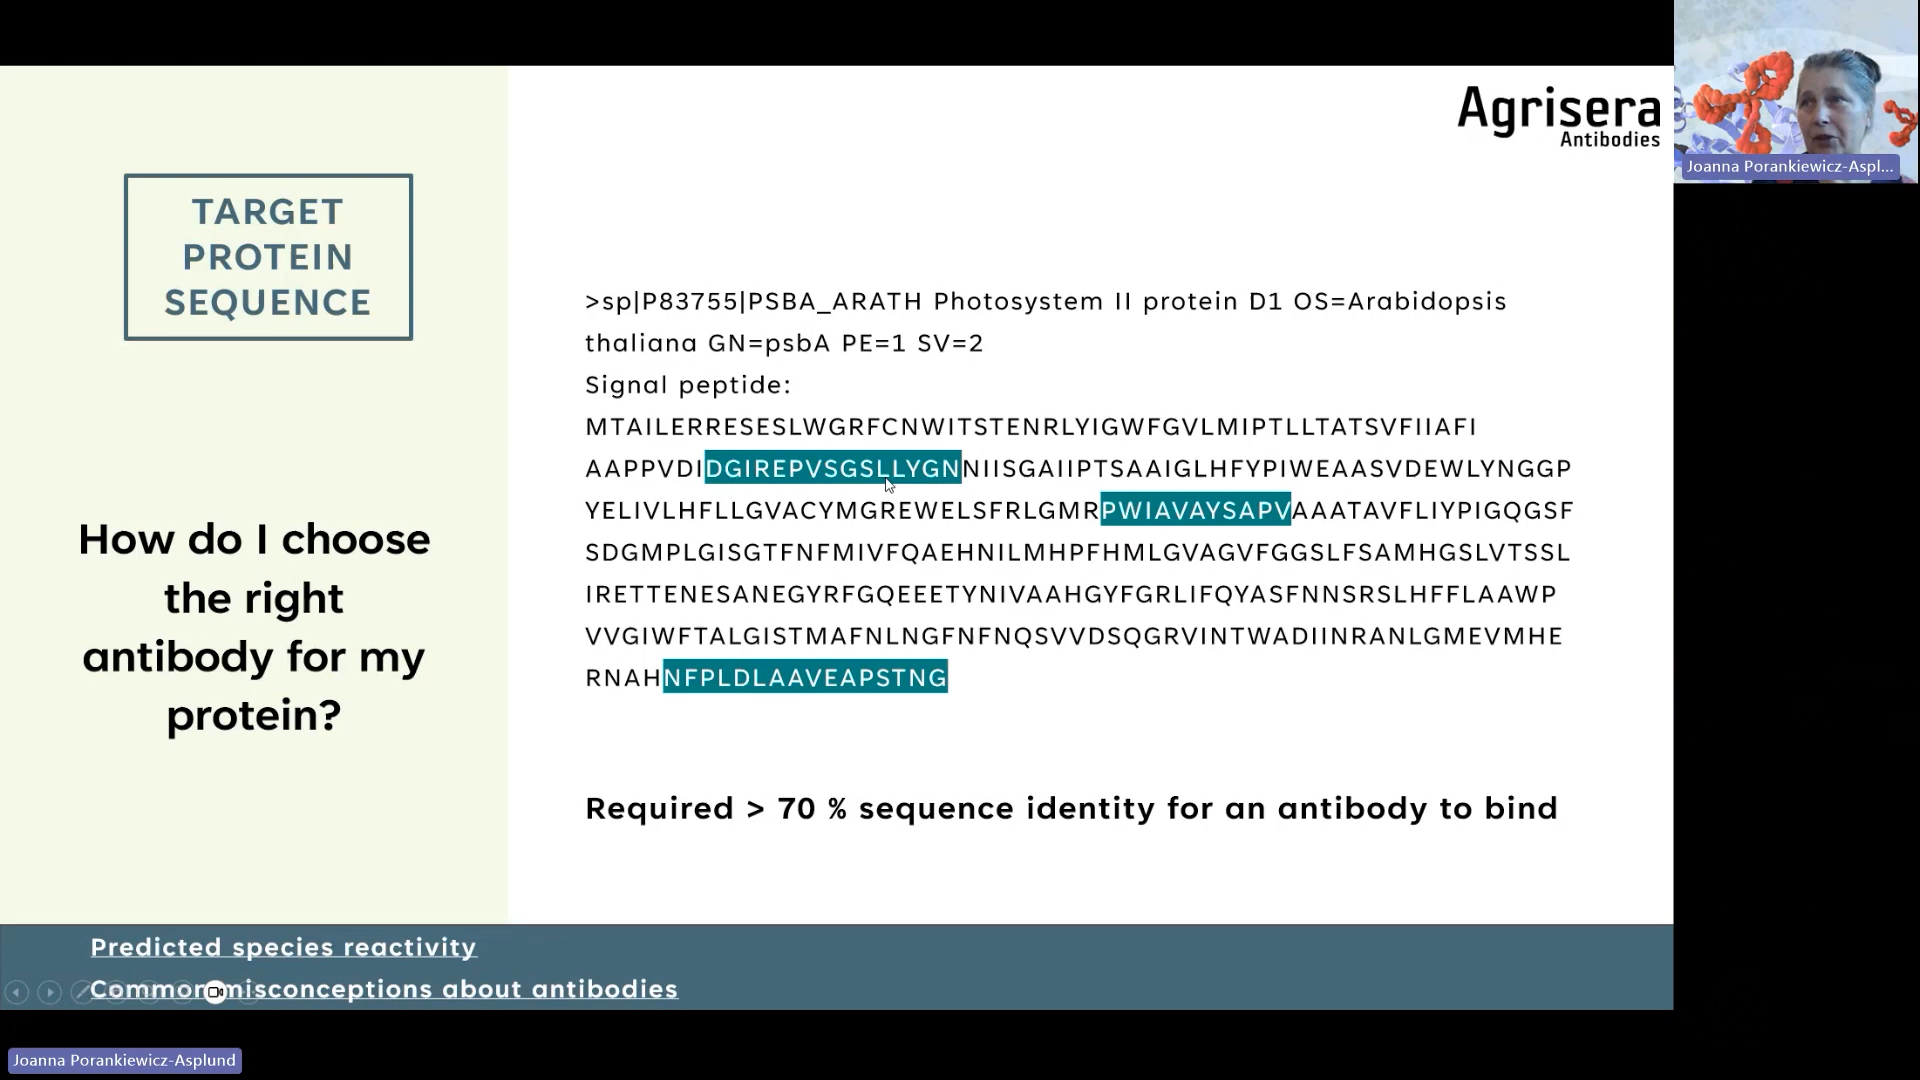 Agrisera
Antibodies
Joanna Porankiewicz-Aspl...
TARGET
PROTEIN
SEQUENCE
How do I choose
the right
antibody for my
protein?
>sp|P83755|PSBA_ARATH Photosystem II protein D1 OS=Arabidopsis
thaliana GN=psbA PE=1 SV=2
Signal peptide:
MTAILERRESESLWGRFCNWITSTENRLYIGWFGVLMIPTLLTATSVFIIAFI
AAPPVDIDGIREPVSGSLLYGNNIISGAIIPTSAAIGLHFYPIWEAASVDEWLYNGGP
YELIVLHFLLGVACYMGREWELSFRLGMRPWIAVAYSAPVAAATAVFLIYPIGQGSF
SDGMPLGISGTFNFMIVFQAEHNILMHPFHMLGVAGVFGGSLFSAMHGSLVTSSL
IRETTENESANEGYRFGQEEETYNIVAAHGYFGRLIFQYASFNNSRSLHFFLAAWP
VVGIWFTALGISTMAFNLNGFNFNQSVVDSQGRVINTWADIINRANLGMEVMHE
RNAHNFPLDLAAVEAPSTNG
Required > 70 % sequence identity for an antibody to bind
Predicted species reactivity
Common misconceptions about antibodies
Joanna Porankiewicz-Asplund